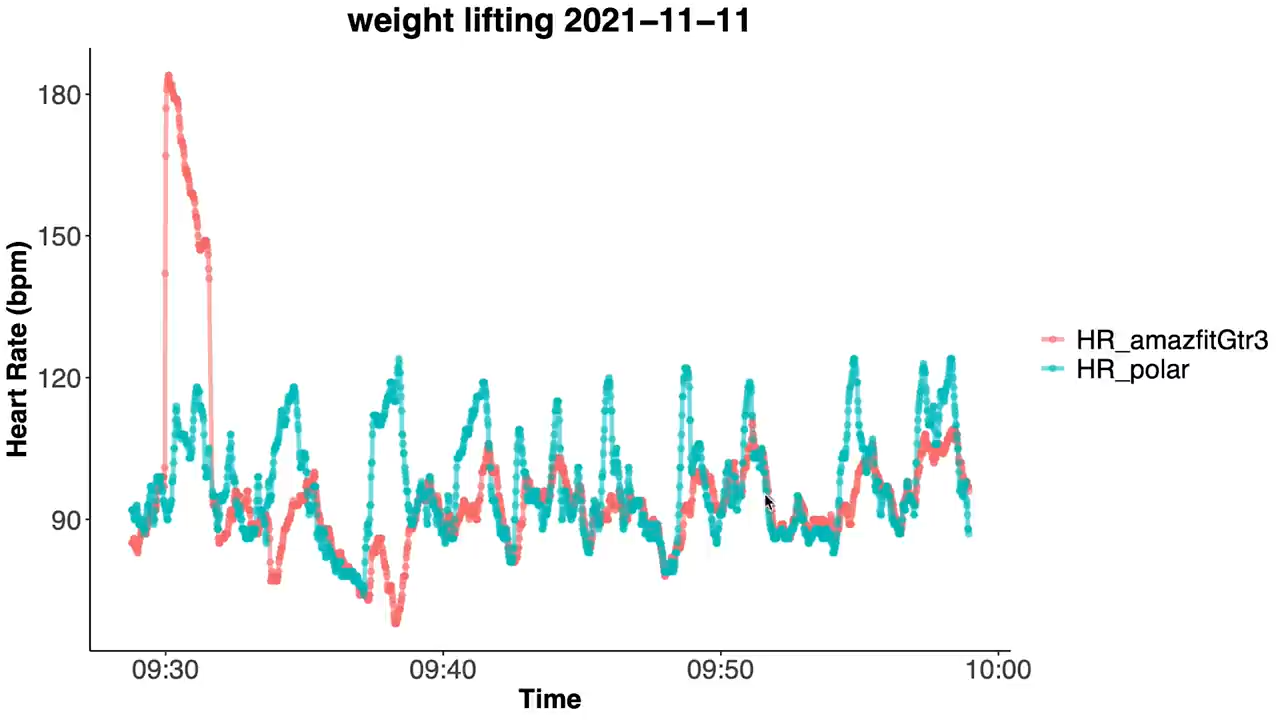 weight lifting 2021−11−11
Heart Rate (bpm)
180
150
120
90
09:30
09:40
09:50
10:00
Time
HR_amazfitGtr3
HR_polar